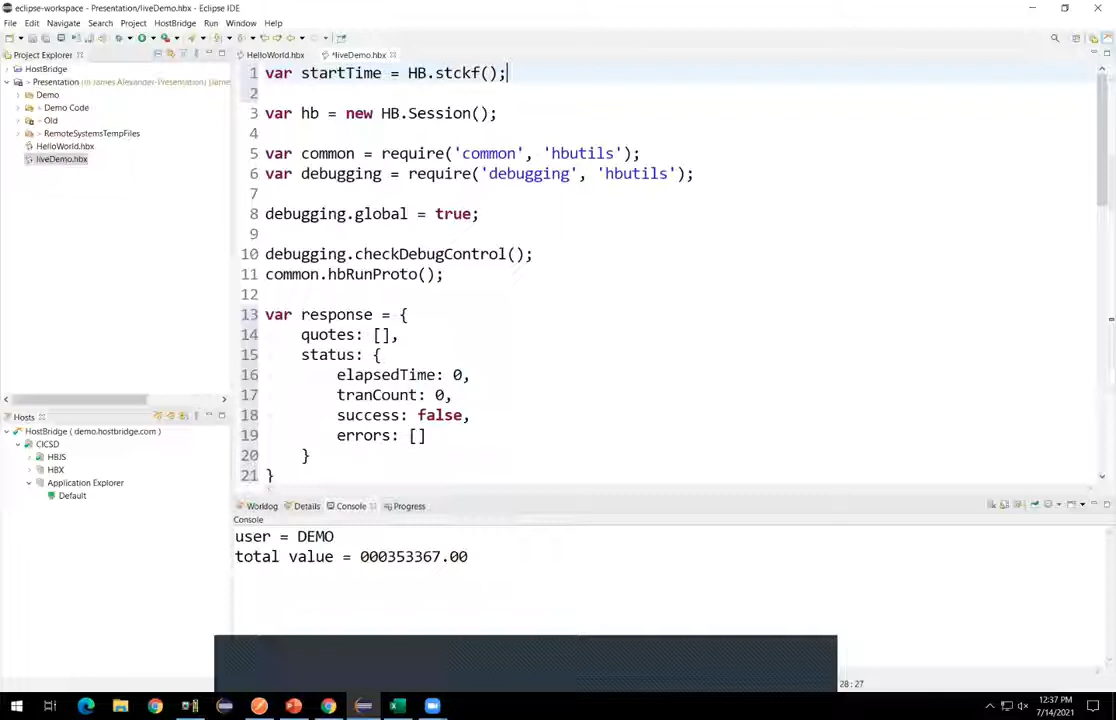 eclipse-workspace - Presentation/liveDemo.hbx - Eclipse IDE
File Edit Navigate Search Project HostBridge Run Window Help
Project Explorer
HelloWorld.hbx
*liveDemo.hbx
HostBridge
Demo
> Demo Code
> Old
> RemoteSystemsTempFiles
HelloWorld.hbx
liveDemo.hbx
1 var startTime = HB.stckf();
2
3 var hb = new HB.Session();
4
5 var common = require('common', 'hbutils');
6 var debugging = require('debugging', 'hbutils');
7
8 debugging.global = true;
9
10 debugging.checkDebugControl();
11 common.hbRunProto();
12
13 var response = {
14 quotes: [],
15 status: {
16 elapsedTime: 0,
17 tranCount: 0,
18 success: false,
19 errors: []
20 }
21 }
Hosts
HostBridge ( demo.hostbridge.com )
CICSD
HBJS
HBX
Application Explorer
Default
Worklog Details Console Progress
Console
user = DEMO
total value = 000353367.00
28:27
12:37 PM
7/14/2021